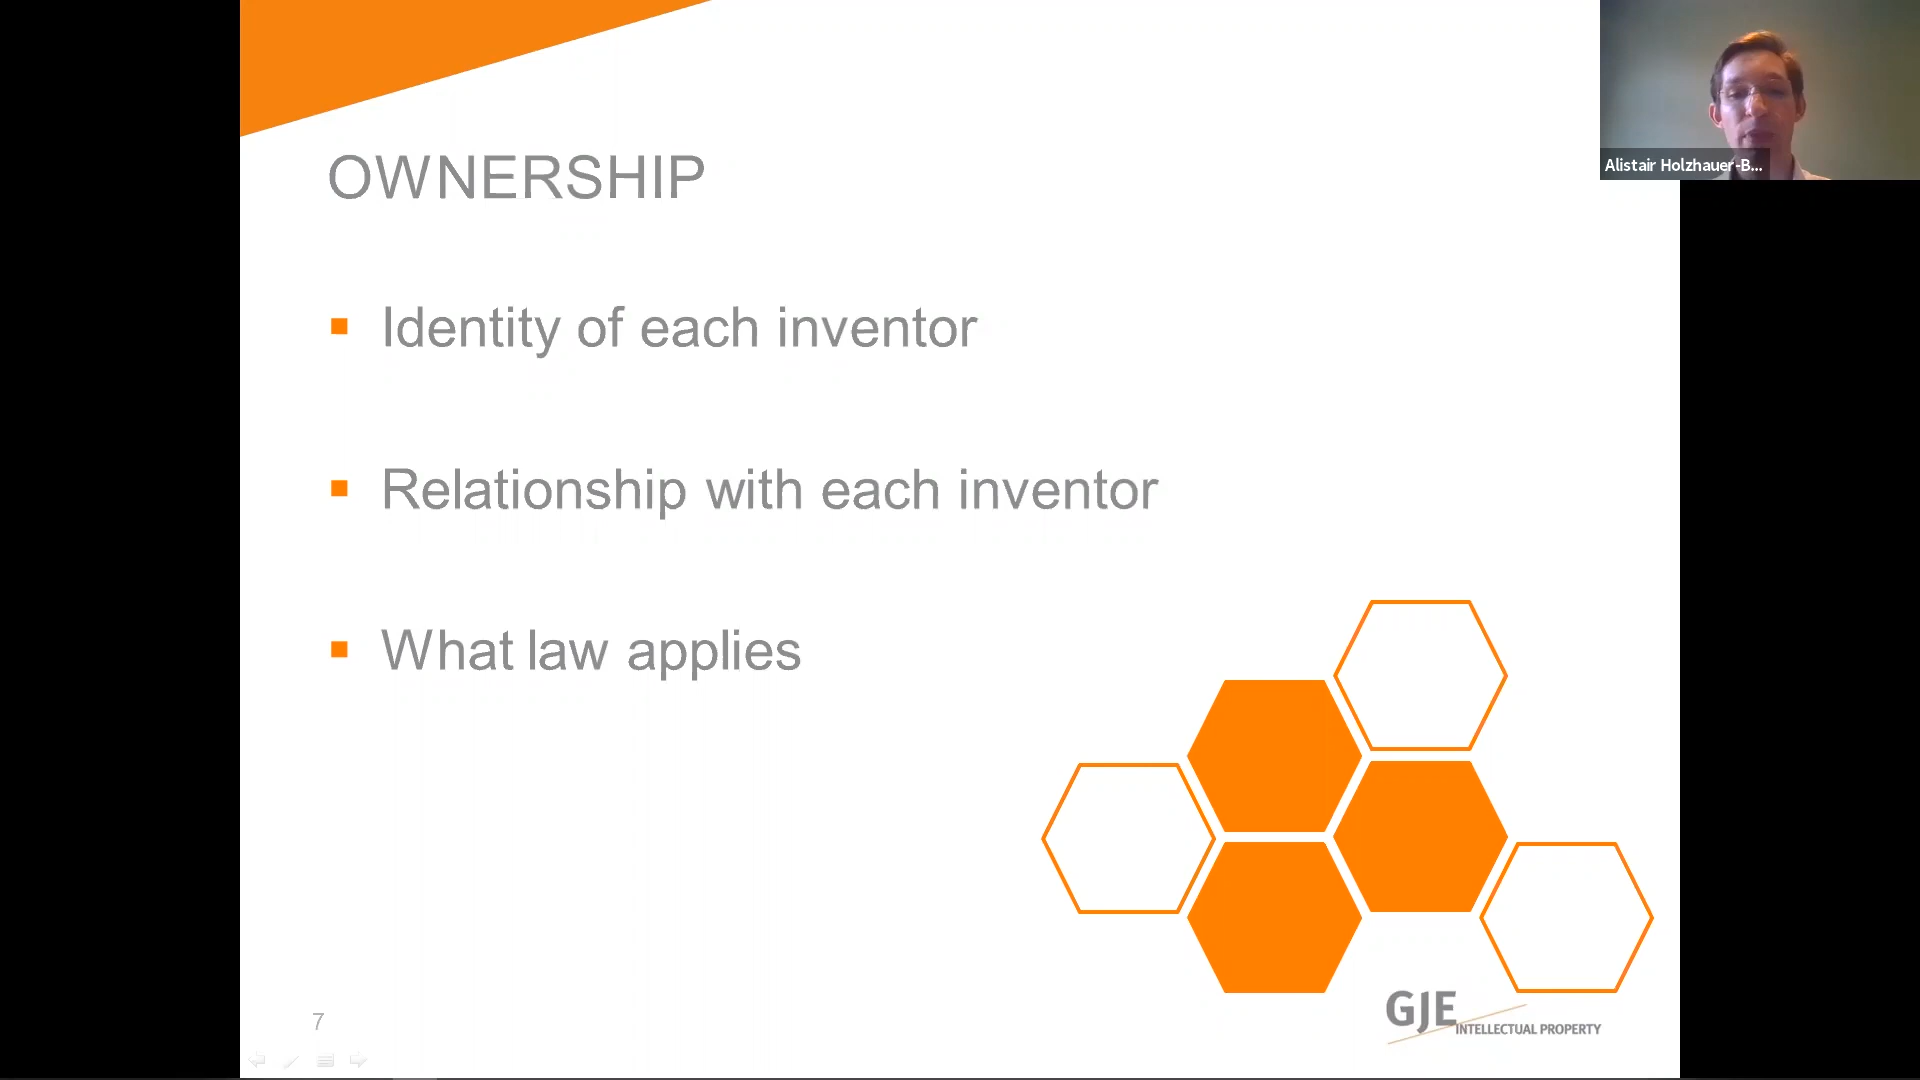 Alistair Holzhauer-B...
OWNERSHIP
Identity of each inventor
Relationship with each inventor
What law applies
GJE
INTELLECTUAL PROPERTY
7